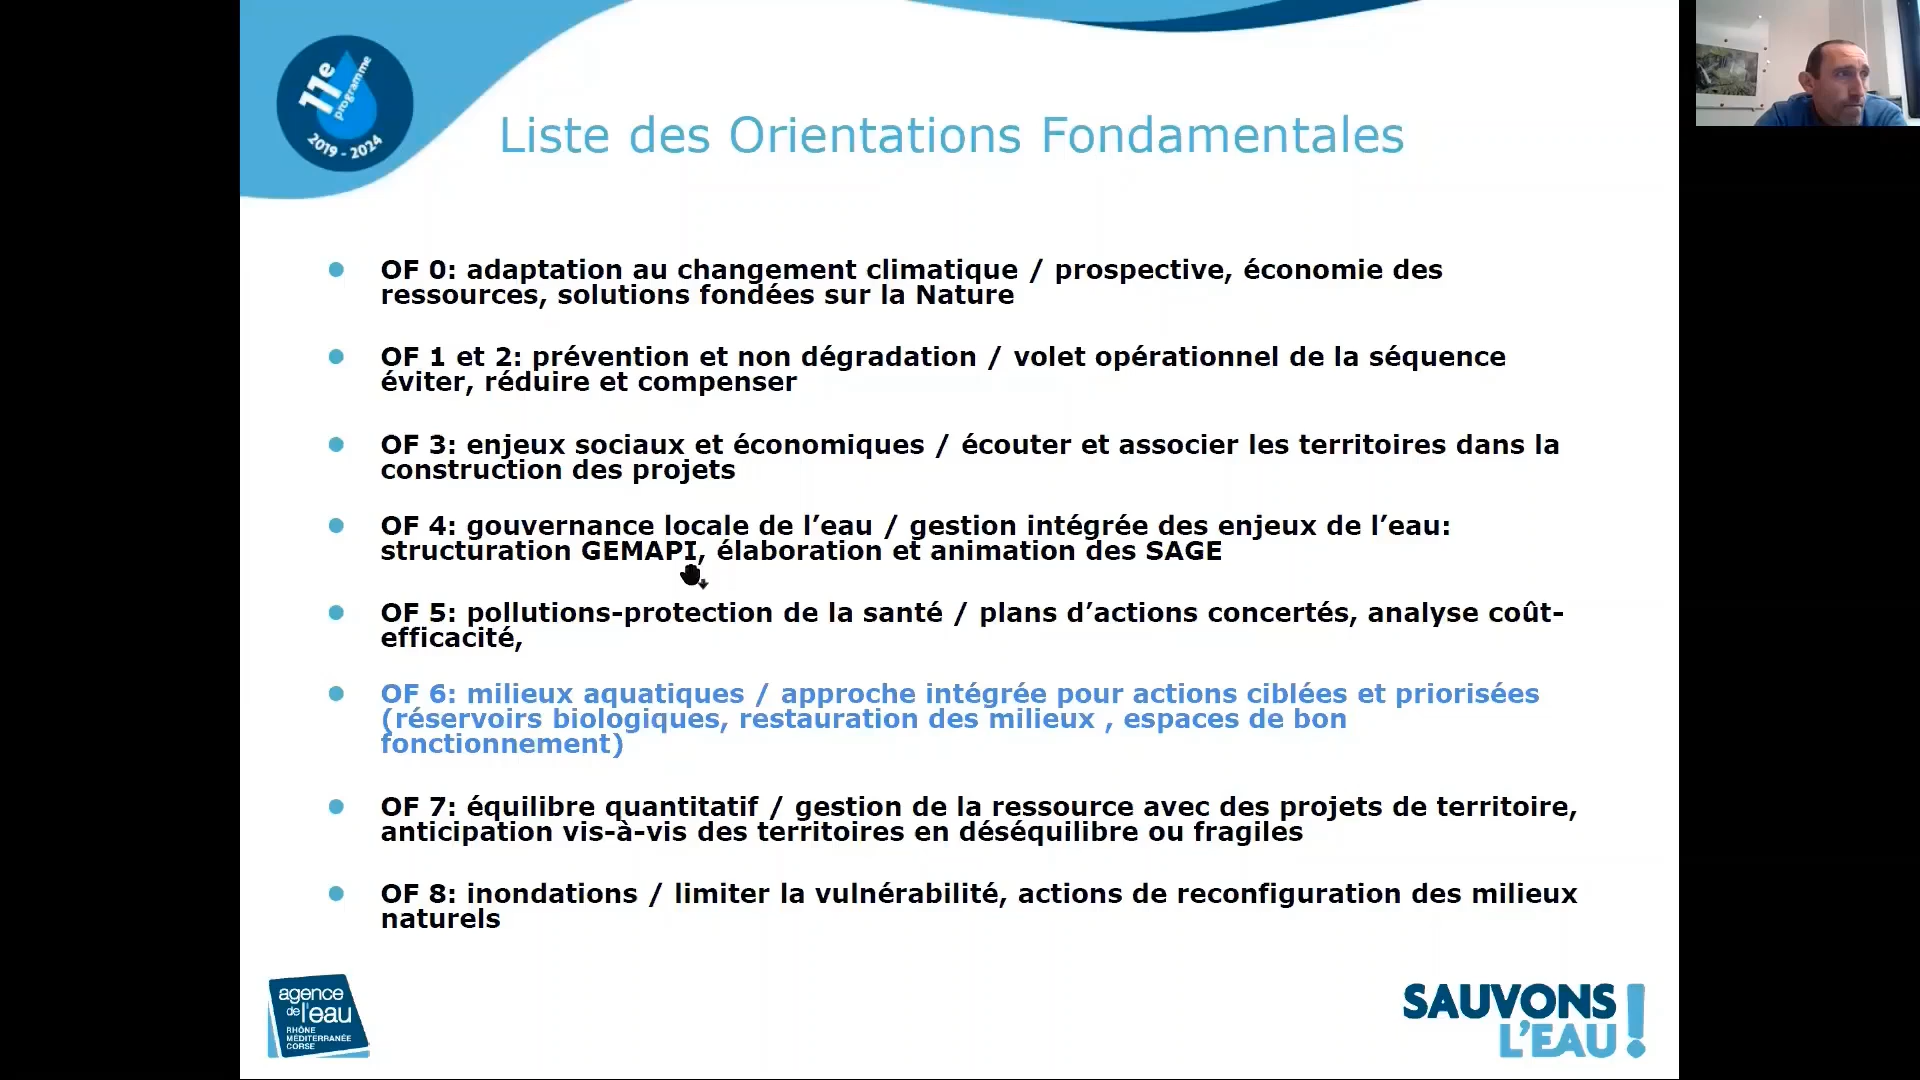 11e
programme
2019 - 2024
Liste des Orientations Fondamentales
OF 0: adaptation au changement climatique / prospective, économie des
ressources, solutions fondées sur la Nature
OF 1 et 2: prévention et non dégradation / volet opérationnel de la séquence
éviter, réduire et compenser
OF 3: enjeux sociaux et économiques / écouter et associer les territoires dans la
construction des projets
OF 4: gouvernance locale de l’eau / gestion intégrée des enjeux de l’eau:
structuration GEMAPI, élaboration et animation des SAGE
OF 5: pollutions-protection de la santé / plans d’actions concertés, analyse coût-
efficacité,
OF 6: milieux aquatiques / approche intégrée pour actions ciblées et priorisées
(réservoirs biologiques, restauration des milieux , espaces de bon
fonctionnement)
OF 7: équilibre quantitatif / gestion de la ressource avec des projets de territoire,
anticipation vis-à-vis des territoires en déséquilibre ou fragiles
OF 8: inondations / limiter la vulnérabilité, actions de reconfiguration des milieux
naturels
agence
de l'eau
RHÔNE
MÉDITERRANÉE
CORSE
SAUVONS
L'EAU !